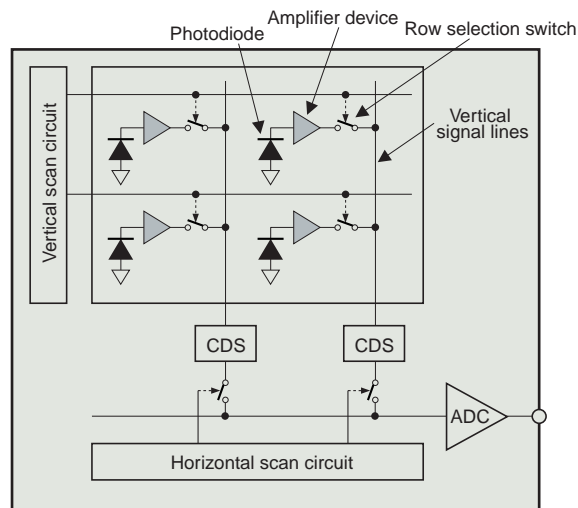 Amplifier device
Photodiode
Row selection switch
Vertical
signal lines
Vertical scan circuit
CDS
CDS
ADC
Horizontal scan circuit